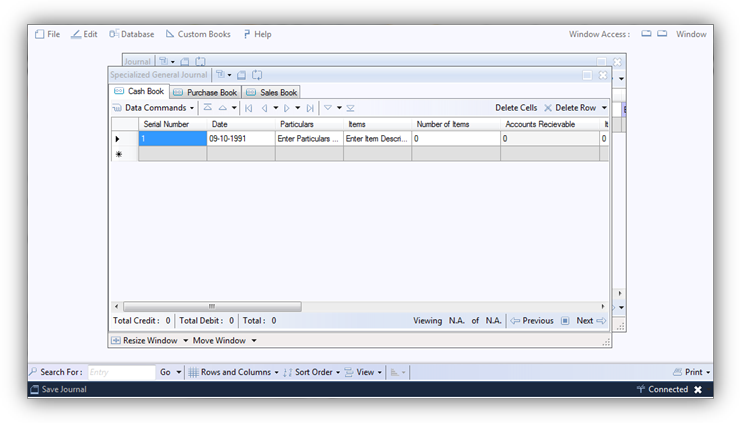 File Edit Database Custom Books Help Window Access : Window
Journal
Specialized General Journal
Cash Book Purchase Book Sales Book
Data Commands Delete Cells Delete Row
Serial Number Date Particulars Items Number of Items Accounts Recievable
1 09-10-1991 Enter Particulars ... Enter Item Descri... 0 0 0
Total Credit : 0 Total Debit : 0 Total : 0 Viewing N.A. of N.A. Previous Next
Resize Window Move Window
Search For : Entry Go Rows and Columns Sort Order View Print
Save Journal Connected